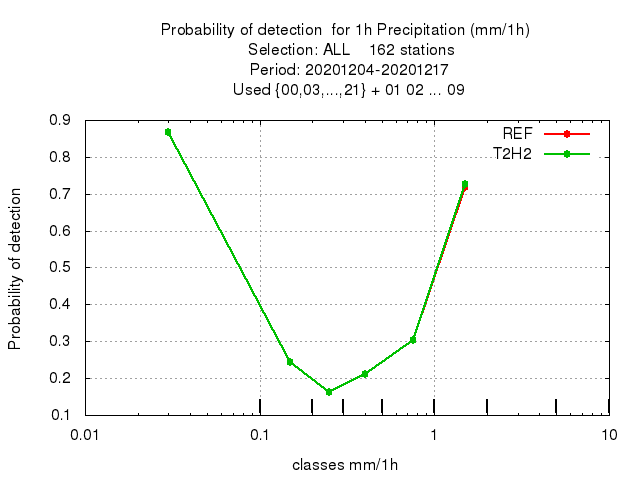 Probability of detection  for 1h Precipitation (mm/1h)
Selection: ALL    162 stations
Period: 20201204-20201217
Used {00,03,...,21} + 01 02 ... 09
REF
T2H2
Probability of detection
0.9
0.8
0.7
0.6
0.5
0.4
0.3
0.2
0.1
0.01 0.1 1 10
classes mm/1h